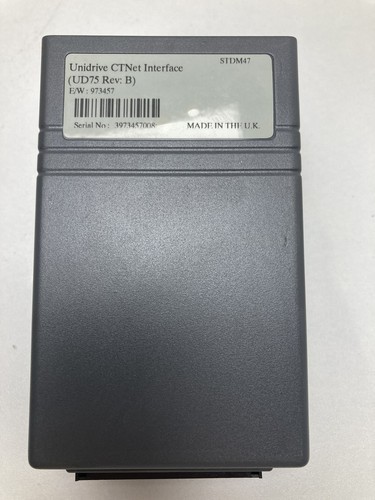 Unidrive CTNet Interface
STDM47
(UD75 Rev: B)
E/W : 973457
Serial No : 3973457008
MADE IN THE U.K.